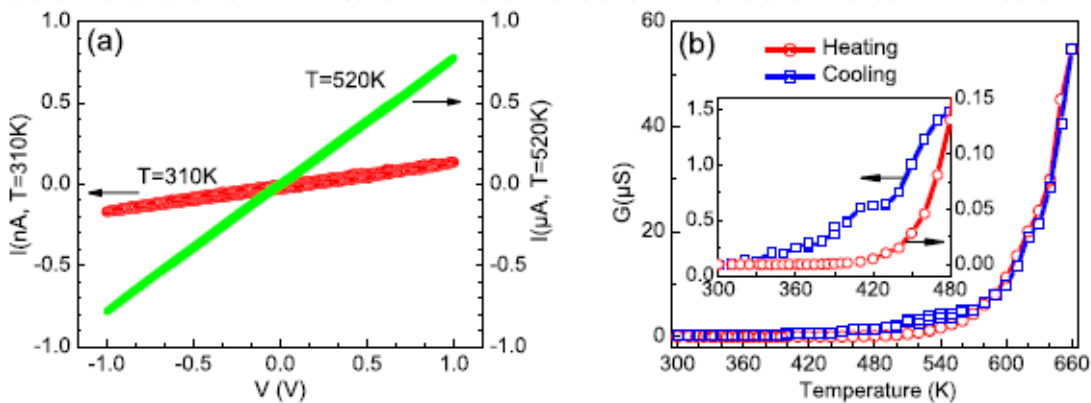 (a)
1.0
0.5
0.0
-0.5
-1.0
I(nA, T=310K)
T=520K
T=310K
1.0
0.5
0.0
-0.5
-1.0
I(µA, T=520K)
-1.0 -0.5 0.0 0.5 1.0
V (V)
(b)
Heating
Cooling
60
40
20
0
G(µS)
1.5
1.0
0.5
0.0
0.15
0.10
0.05
0.00
300 360 420 480
300 360 420 480 540 600 660
Temperature (K)